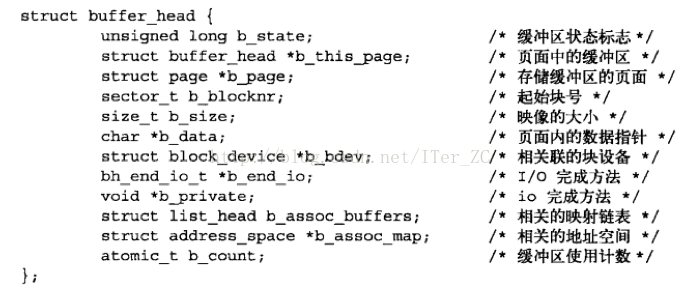 struct buffer_head {
unsigned long b_state; /* 缓冲区状态标志 */
struct buffer_head *b_this_page; /* 页面中的缓冲区 */
struct page *b_page; /* 存储缓冲区的页面 */
sector_t b_blocknr; /* 起始块号 */
size_t b_size; /* 映像的大小 */
char *b_data; /* 页面内的数据指针 */
struct block_device *b_bdev; /* 相关联的块设备 */
bh_end_io_t *b_end_io; /* I/O 完成方法 */
void *b_private; /* io 完成方法 */
struct list_head b_assoc_buffers; /* 相关的映射链表 */
struct address_space *b_assoc_map; /* 相关的地址空间 */
atomic_t b_count; /* 缓冲区使用计数 */
};